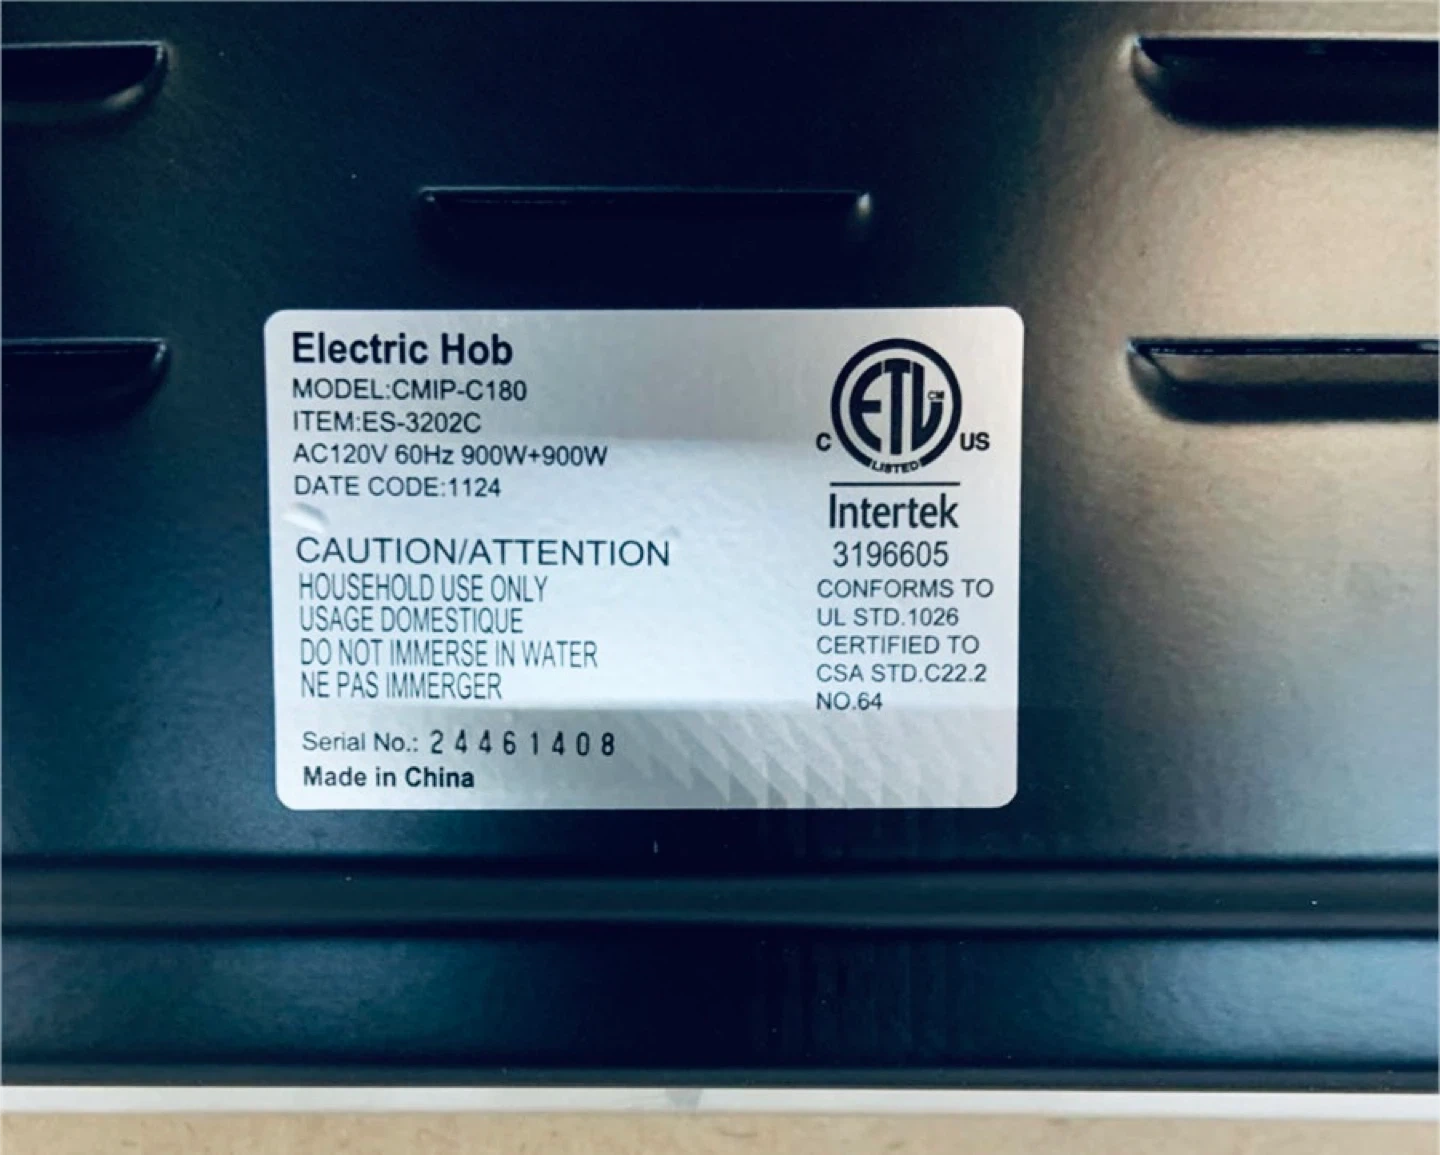 Electric Hob
MODEL:CMIP-C180
ITEM:ES-3202C
AC120V 60Hz 900W+900W
DATE CODE:1124
CAUTION/ATTENTION
HOUSEHOLD USE ONLY
USAGE DOMESTIQUE
DO NOT IMMERSE IN WATER
NE PAS IMMERGER
Serial No.: 24461408
Made in China
ETL CM
C US
LISTED
Intertek
3196605
CONFORMS TO
UL STD.1026
CERTIFIED TO
CSA STD.C22.2
NO.64